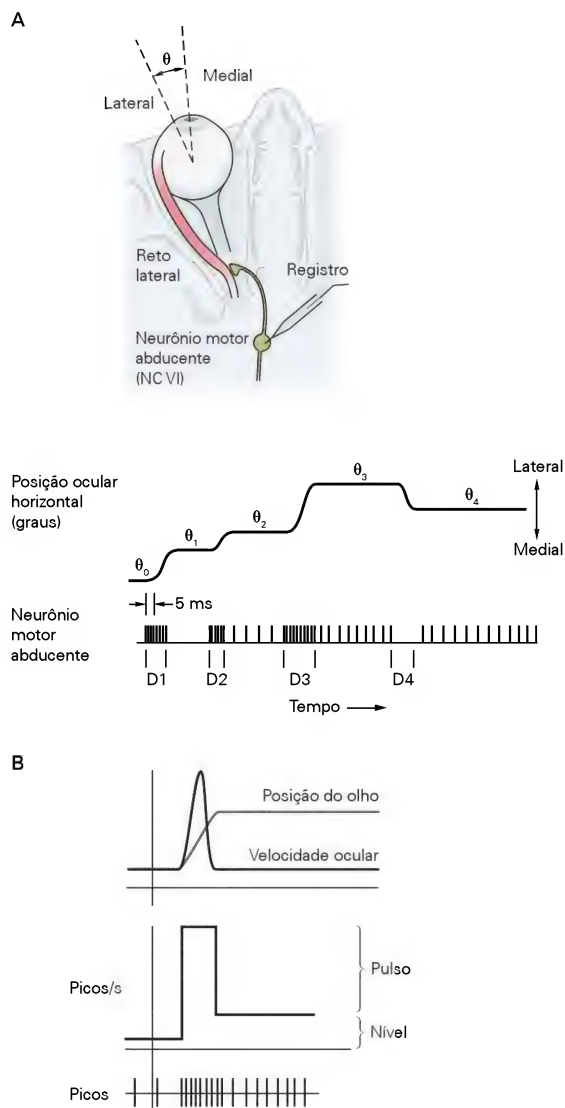 A
θ
Medial
Lateral
Reto
lateral
Registro
Neurônio motor
abducente
(NC VI)
Posição ocular
horizontal
(graus)
θ0
θ1
θ2
θ3
θ4
Lateral
Medial
5 ms
Neurônio
motor
abducente
D1
D2
D3
D4
Tempo
B
Posição do olho
Velocidade ocular
Picos/s
Pulso
Nível
Picos